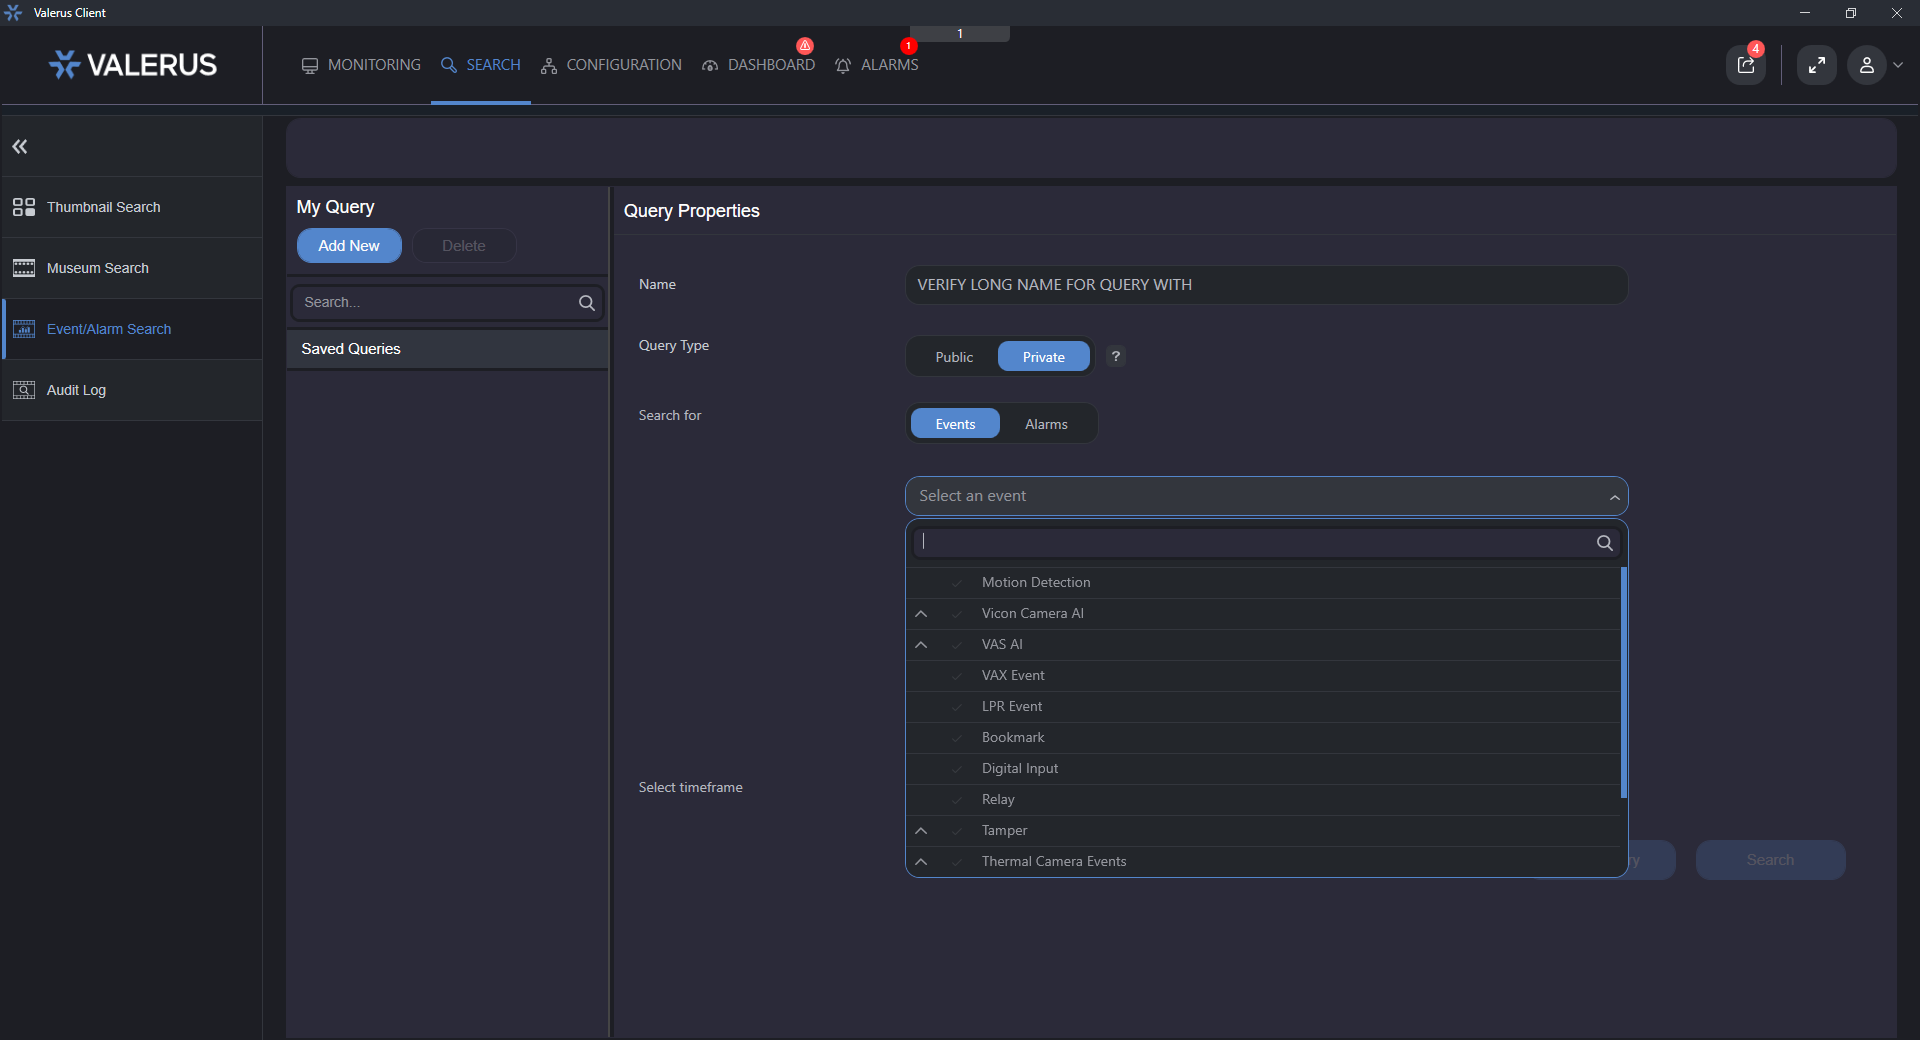 Valerus Client
VALERUS
MONITORING
SEARCH
CONFIGURATION
DASHBOARD
ALARMS
1
1
4
Thumbnail Search
Museum Search
Event/Alarm Search
Audit Log
My Query
Add New
Delete
Search...
Saved Queries
Query Properties
Name
VERIFY LONG NAME FOR QUERY WITH
Query Type
Public
Private
?
Search for
Events
Alarms
Select an event
Motion Detection
Vicon Camera AI
VAS AI
VAX Event
LPR Event
Bookmark
Digital Input
Relay
Tamper
Thermal Camera Events
Select timeframe
ry
Search